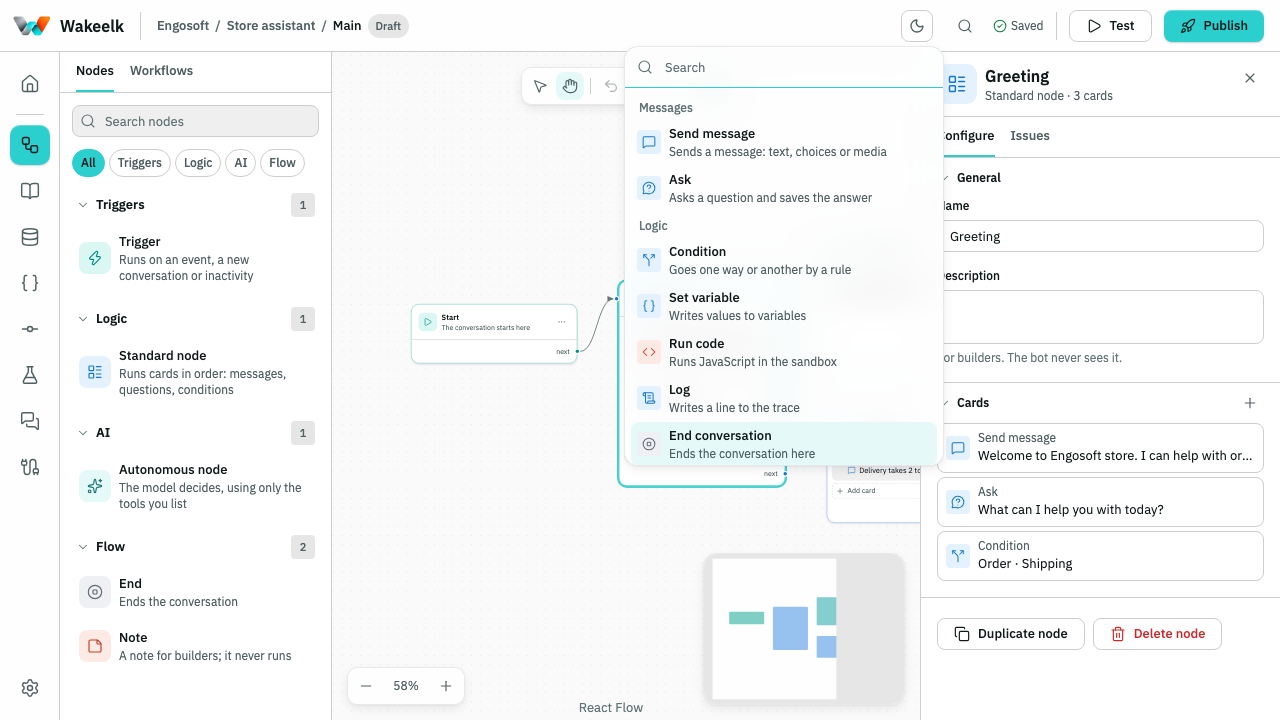 Wakeelk
Engosoft / Store assistant / Main Draft
Saved
Test
Publish
Nodes
Workflows
Search nodes
All
Triggers
Logic
AI
Flow
Triggers
1
Trigger
Runs on an event, a new
conversation or inactivity
Logic
1
Standard node
Runs cards in order: messages,
questions, conditions
AI
1
Autonomous node
The model decides, using only the
tools you list
Flow
2
End
Ends the conversation
Note
A note for builders; it never runs
Start
The conversation starts here
next
Search
Messages
Send message
Sends a message: text, choices or media
Ask
Asks a question and saves the answer
Logic
Condition
Goes one way or another by a rule
Set variable
Writes values to variables
Run code
Runs JavaScript in the sandbox
Log
Writes a line to the trace
End conversation
Ends the conversation here
next
Delivery takes 2 to
Add card
58%
React Flow
Greeting
Standard node · 3 cards
onfigure
Issues
General
ame
Greeting
escription
or builders. The bot never sees it.
Cards
Send message
Welcome to Engosoft store. I can help with or...
Ask
What can I help you with today?
Condition
Order · Shipping
Duplicate node
Delete node